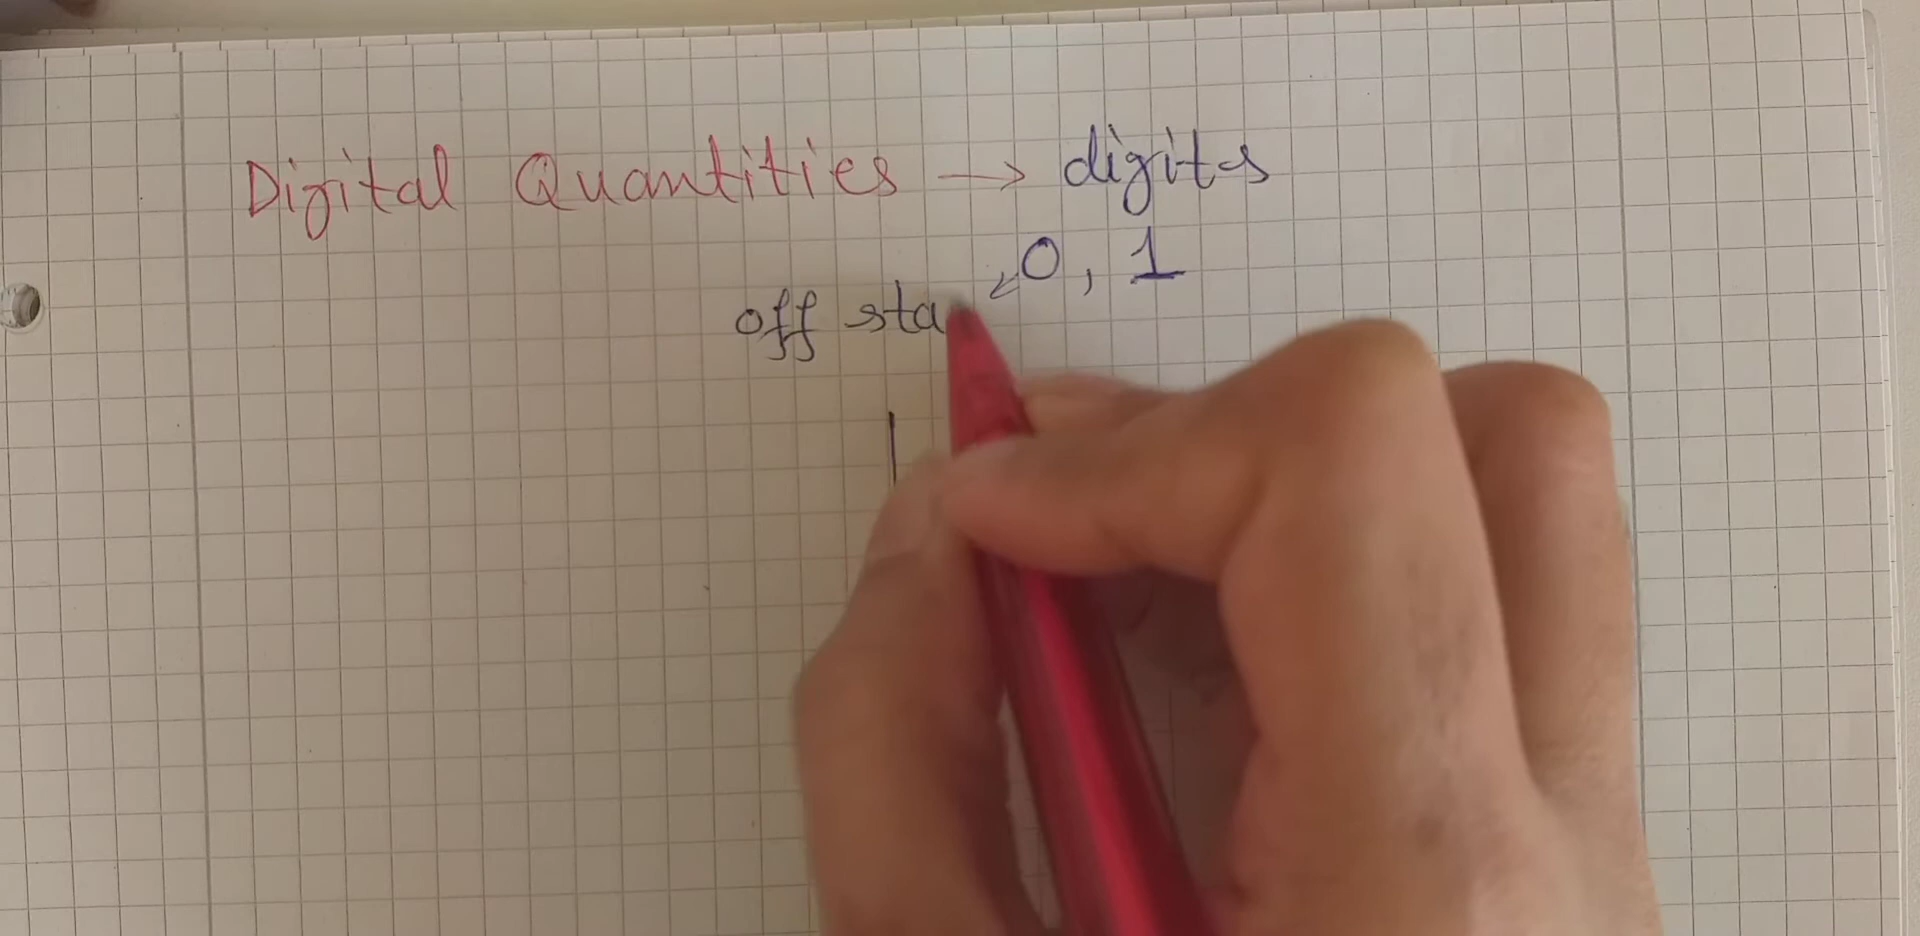 Digital Quantities → digits
0, 1
off sta